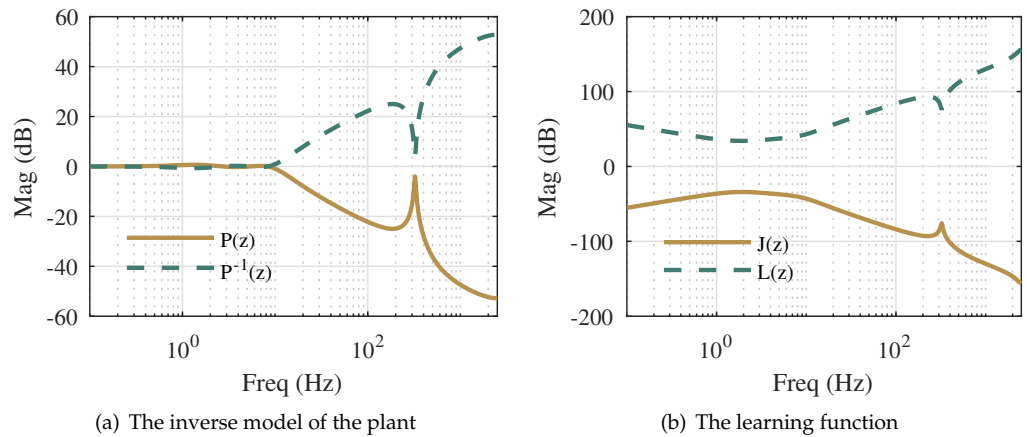 60
40
20
0
-20
-40
-60
Mag (dB)
P(z)
P⁻¹(z)
10⁰
10²
Freq (Hz)
(a) The inverse model of the plant
200
100
0
-100
-200
Mag (dB)
J(z)
L(z)
10⁰
10²
Freq (Hz)
(b) The learning function